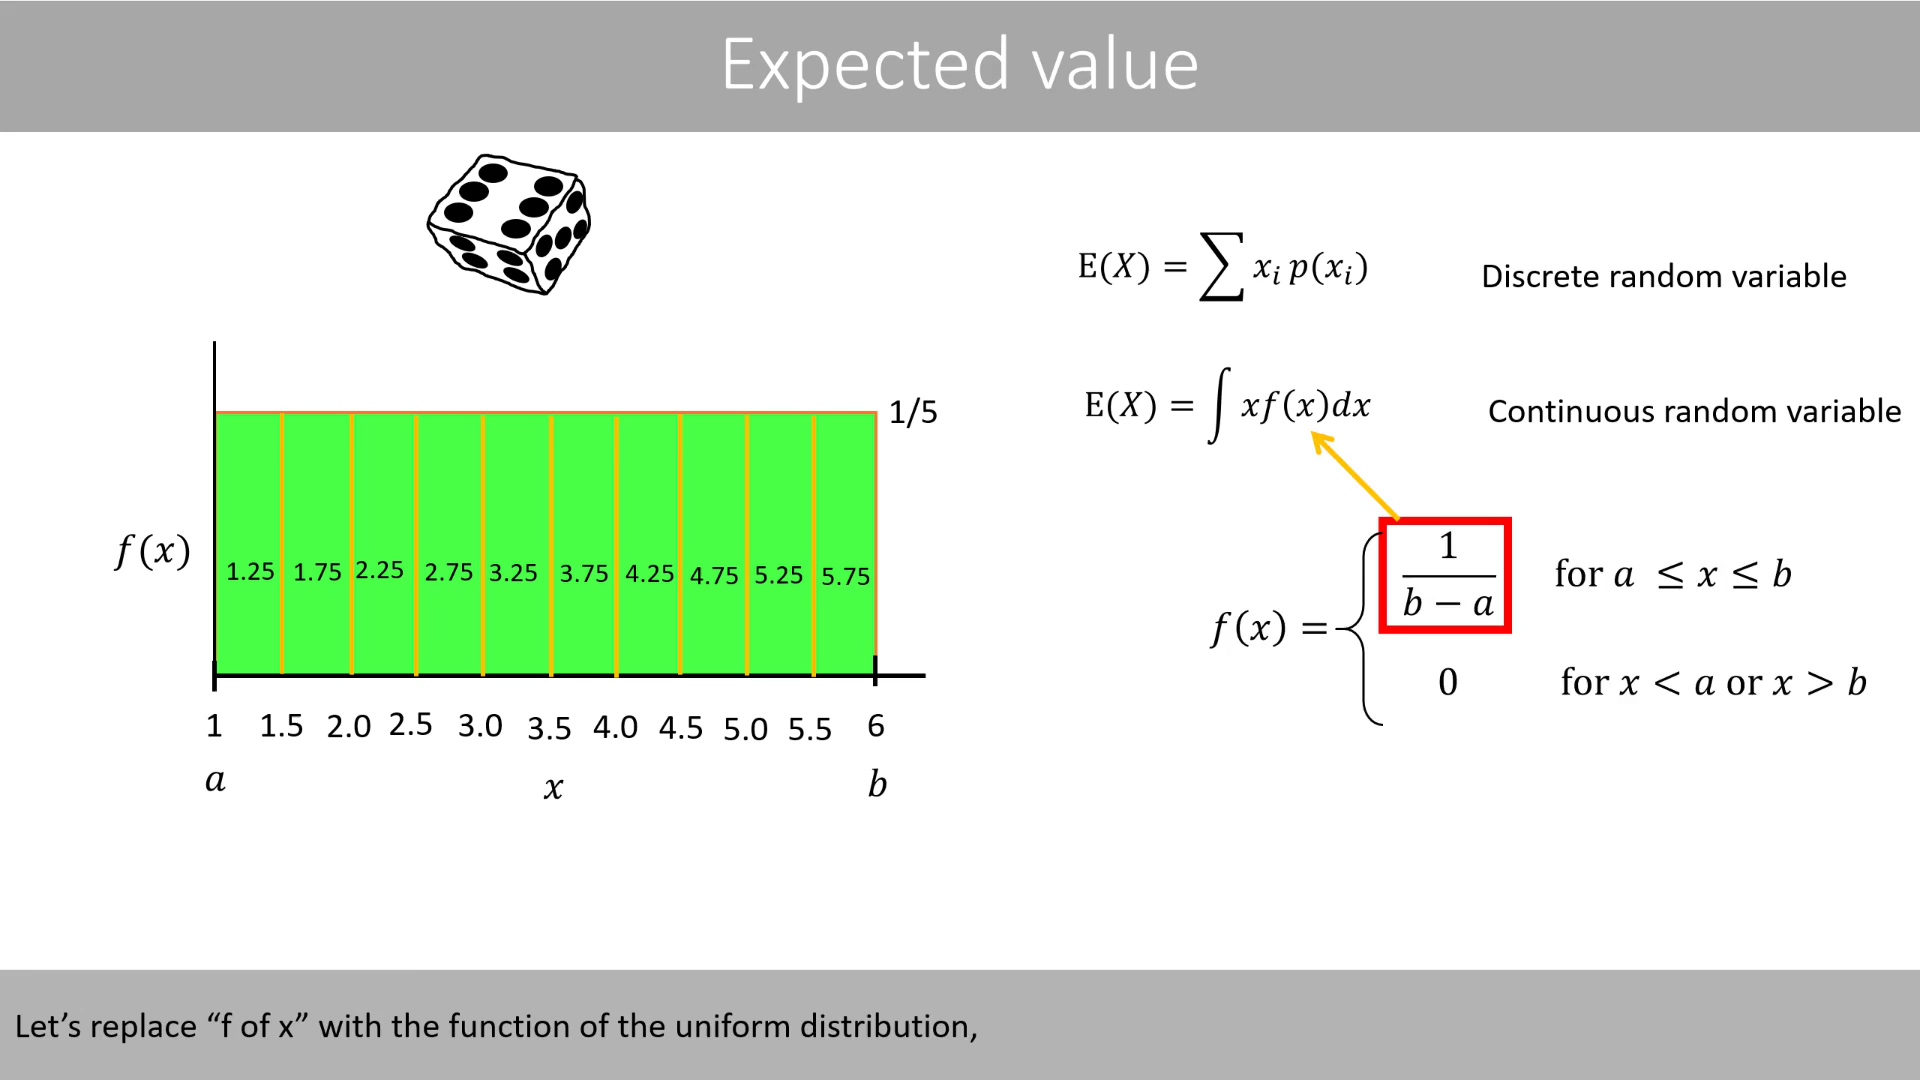 Expected value
E(X) = ∑ xᵢ p(xᵢ)
Discrete random variable
E(X) = ∫ xf(x)dx
Continuous random variable
1/5
f(x)
1.25 1.75 2.25 2.75 3.25 3.75 4.25 4.75 5.25 5.75
1 1.5 2.0 2.5 3.0 3.5 4.0 4.5 5.0 5.5 6
a x b
f(x) =
1
b − a
for a ≤ x ≤ b
0 for x < a or x > b
Let’s replace “f of x” with the function of the uniform distribution,